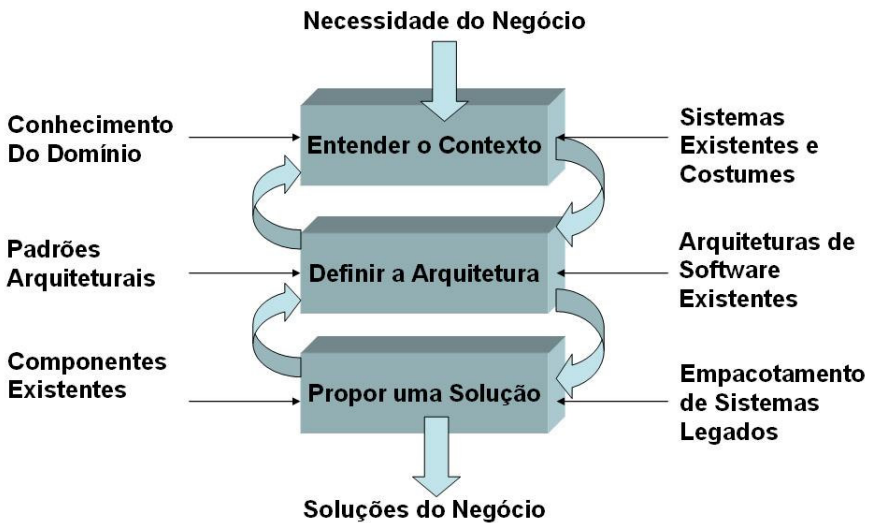 Necessidade do Negócio
Conhecimento
Do Domínio
Entender o Contexto
Sistemas
Existentes e
Costumes
Padrões
Arquiteturais
Definir a Arquitetura
Arquiteturas de
Software
Existentes
Componentes
Existentes
Propor uma Solução
Empacotamento
de Sistemas
Legados
Soluções do Negócio